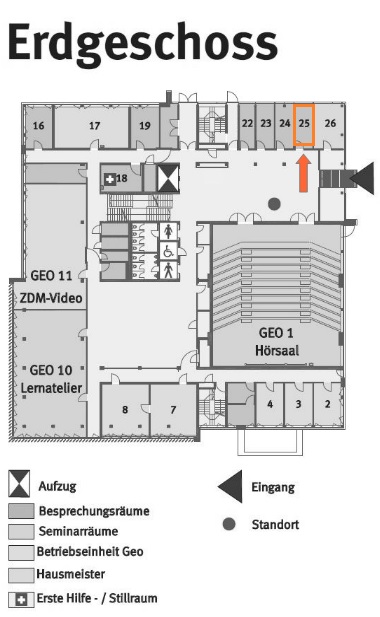 Erdgeschoss
16 17 19 22 23 24 25 26
18
GEO 11
ZDM-Video
GEO 1
Hörsaal
GEO 10
Lernatelier
8 7 4 3 2
Aufzug
Eingang
Besprechungsräume
Standort
Seminarräume
Betriebseinheit Geo
Hausmeister
Erste Hilfe - / Stillraum